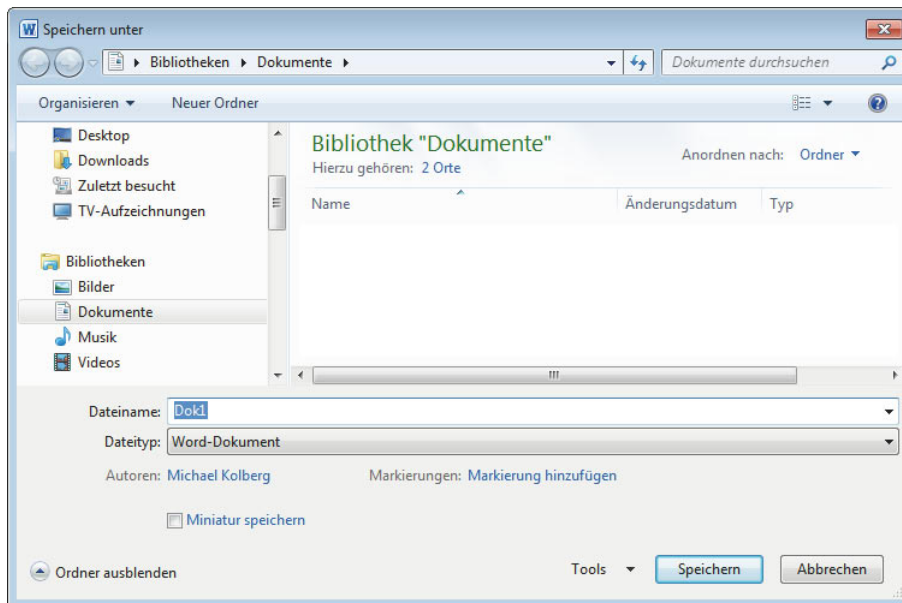 Speichern unter
Bibliotheken Dokumente
Dokumente durchsuchen
Organisieren Neuer Ordner
Desktop
Downloads
Zuletzt besucht
TV-Aufzeichnungen
Bibliotheken
Bilder
Dokumente
Musik
Videos
Bibliothek "Dokumente"
Hierzu gehören: 2 Orte
Anordnen nach: Ordner
Name Änderungsdatum Typ
Dateiname: Dok1
Dateityp: Word-Dokument
Autoren: Michael Kolberg Markierungen: Markierung hinzufügen
Miniatur speichern
Ordner ausblenden Tools Speichern Abbrechen